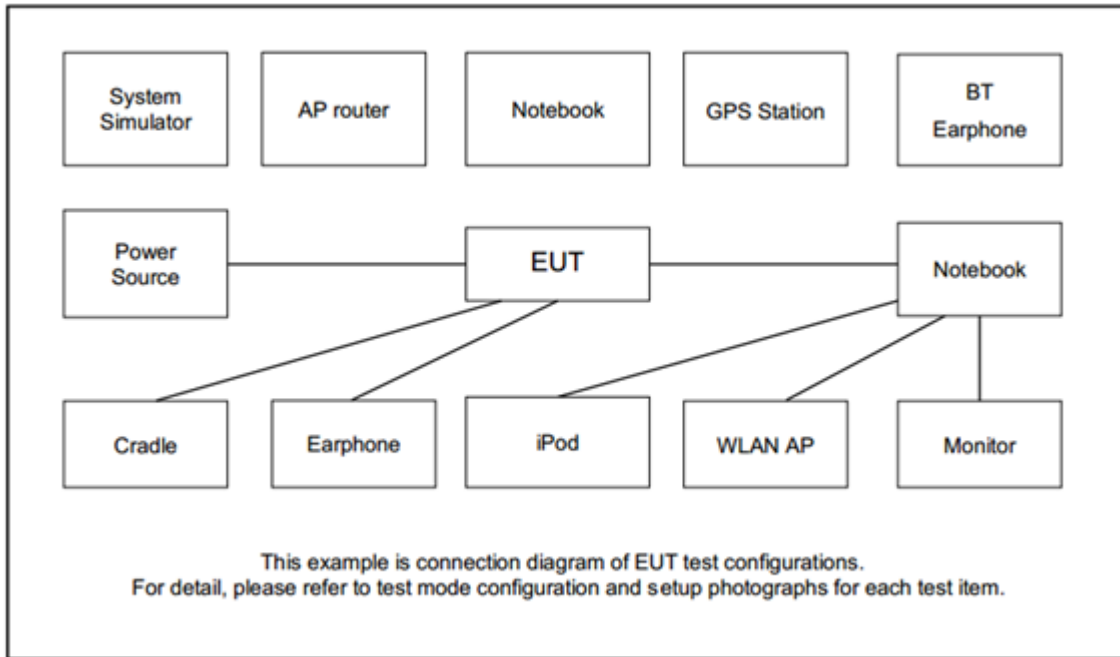 System
Simulator
AP router
Notebook
GPS Station
BT
Earphone
Power
Source
EUT
Notebook
Cradle
Earphone
iPod
WLAN AP
Monitor
This example is connection diagram of EUT test configurations.
For detail, please refer to test mode configuration and setup photographs for each test item.